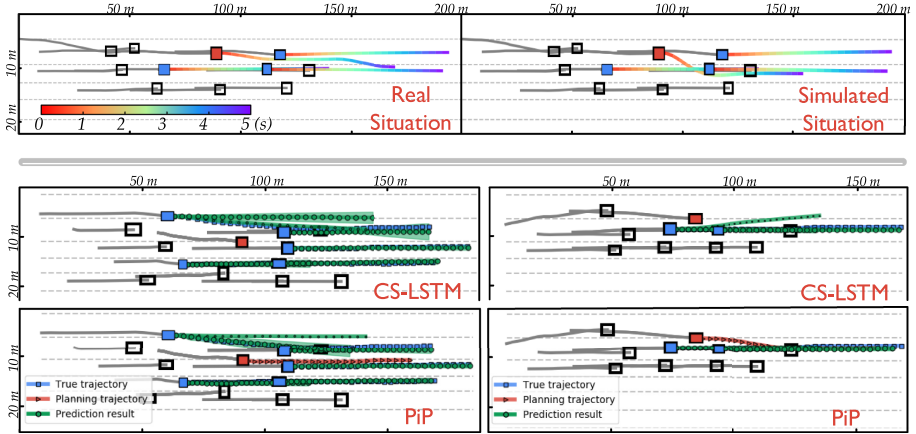 50 m 100 m 150 m 200 m
50 m 100 m 150 m 200 m
10 m
20 m
0 1 2 3 4 5 (s)
Real
Situation
Simulated
Situation
50 m 100 m 150 m
50 m 100 m 150 m
10 m
20 m
CS-LSTM
CS-LSTM
10 m
20 m
True trajectory
Planning trajectory
Prediction result
PiP
True trajectory
Planning trajectory
Prediction result
PiP